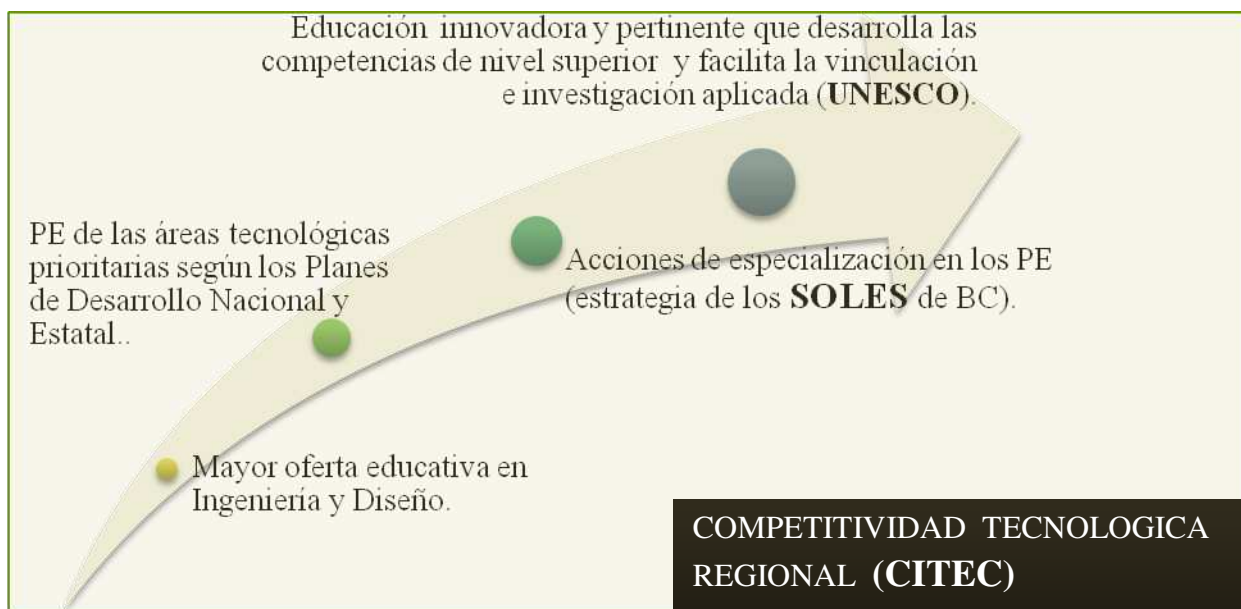 Educación innovadora y pertinente que desarrolla las
competencias de nivel superior y facilita la vinculación
e investigación aplicada (UNESCO).
PE de las áreas tecnológicas
prioritarias según los Planes
de Desarrollo Nacional y
Estatal..
Acciones de especialización en los PE
(estrategia de los SOLES de BC).
Mayor oferta educativa en
Ingeniería y Diseño.
COMPETITIVIDAD TECNOLOGICA
REGIONAL (CITEC)